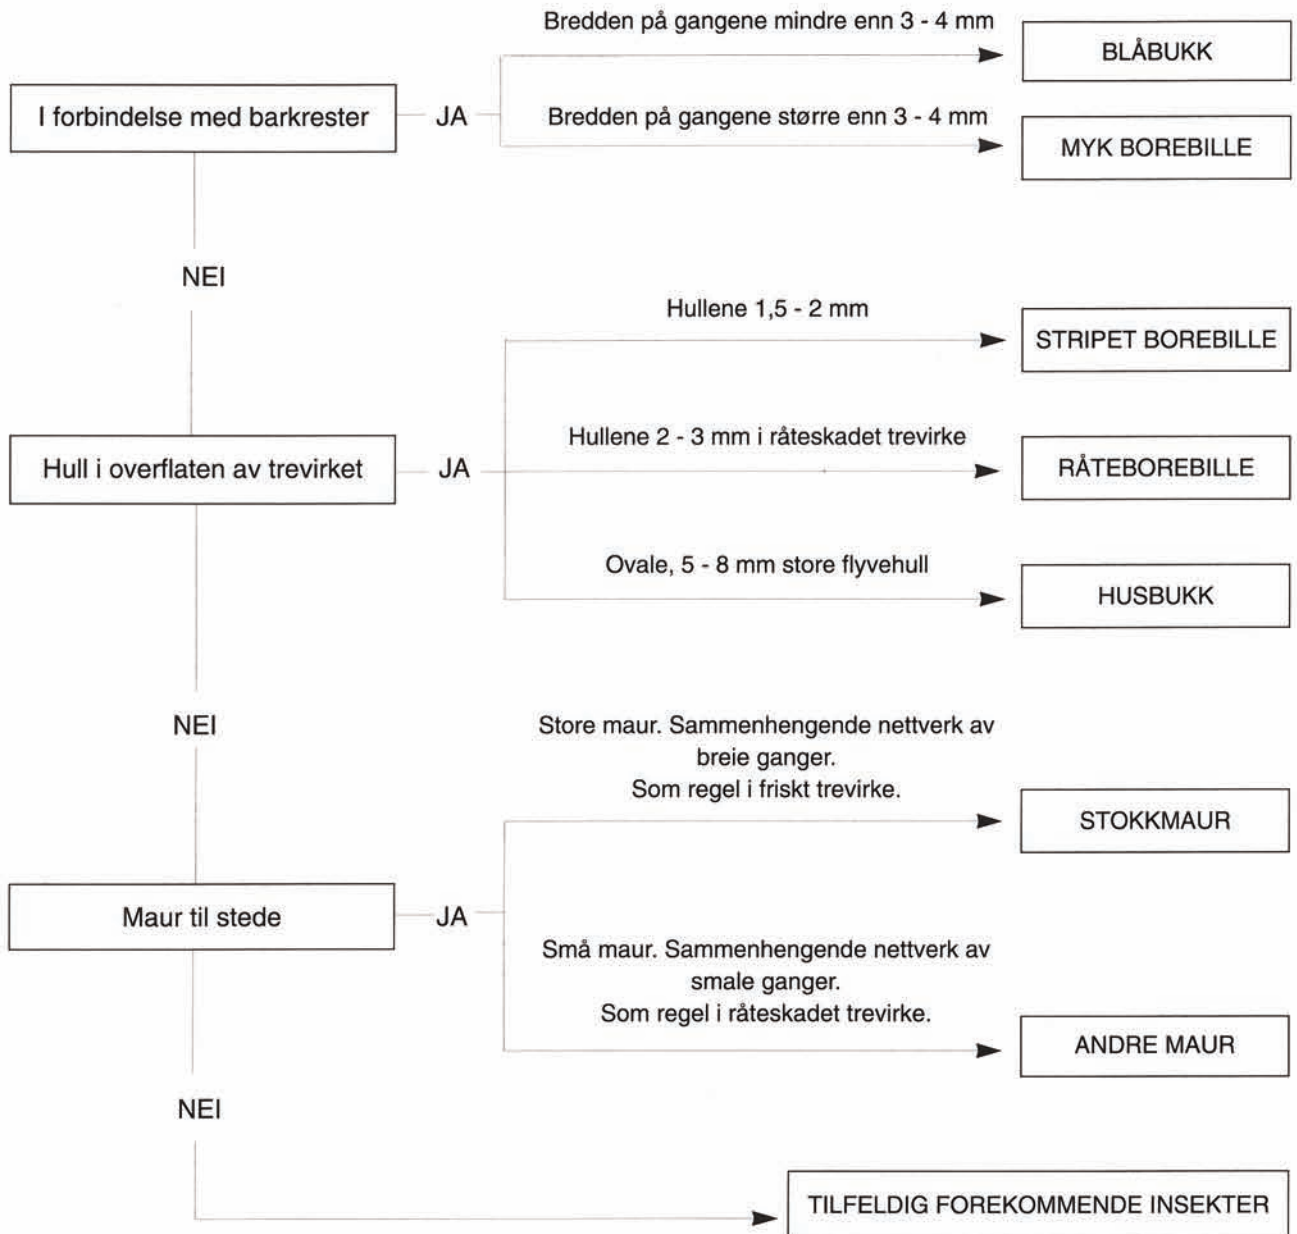 Bredden på gangene mindre enn 3 - 4 mm
BLÅBUKK
I forbindelse med barkrester
JA
Bredden på gangene større enn 3 - 4 mm
MYK BOREBILLE
NEI
Hullene 1,5 - 2 mm
STRIPET BOREBILLE
Hull i overflaten av trevirket
JA
Hullene 2 - 3 mm i råteskadet trevirke
RÅTEBOREBILLE
Ovale, 5 - 8 mm store flyvehull
HUSBUKK
NEI
Store maur. Sammenhengende nettverk av
breie ganger.
Som regel i friskt trevirke.
STOKKMAUR
Maur til stede
JA
Små maur. Sammenhengende nettverk av
smale ganger.
Som regel i råteskadet trevirke.
ANDRE MAUR
NEI
TILFELDIG FOREKOMMENDE INSEKTER